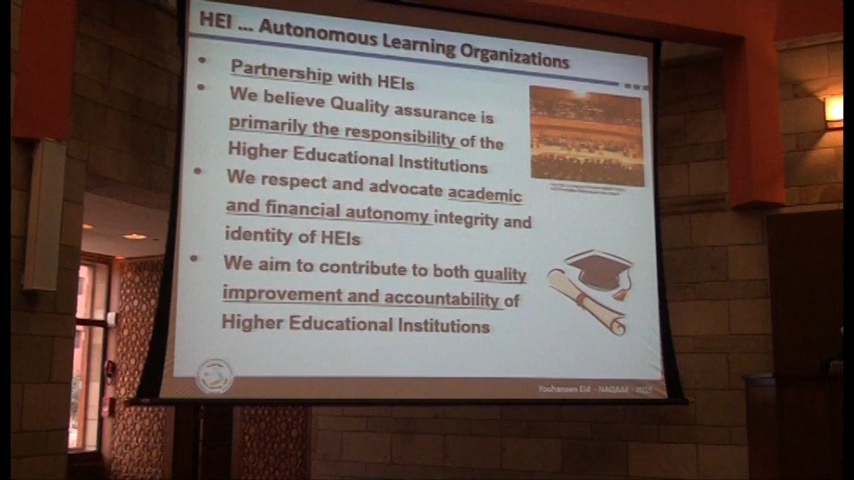 HEI ... Autonomous Learning Organizations
• Partnership with HEIs
• We believe Quality assurance is
primarily the responsibility of the
Higher Educational Institutions
• We respect and advocate academic
and financial autonomy integrity and
identity of HEIs
• We aim to contribute to both quality
improvement and accountability of
Higher Educational Institutions
Youhansen Eid - NAQAAE -